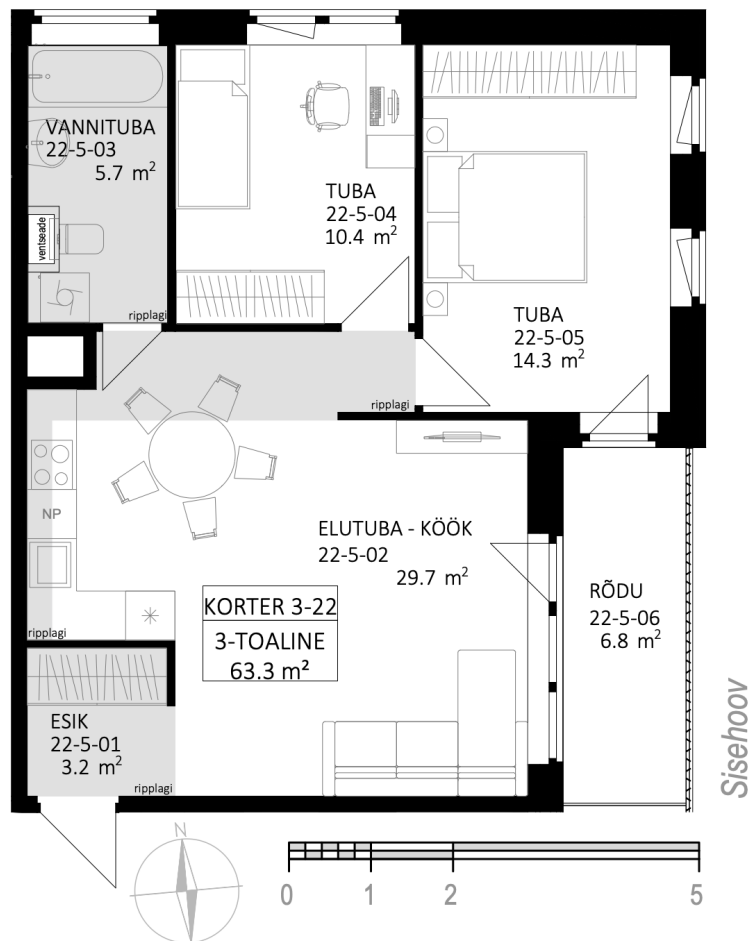 VANNITUBA
22-5-03
5.7 m²
ventseade
ripplagi
TUBA
22-5-04
10.4 m²
TUBA
22-5-05
14.3 m²
ripplagi
NP
ELUTUBA - KÖÖK
22-5-02
29.7 m²
ripplagi
KORTER 3-22
3-TOALINE
63.3 m²
RÕDU
22-5-06
6.8 m²
ESIK
22-5-01
3.2 m²
ripplagi
Sisehoov
N
0 1 2 5